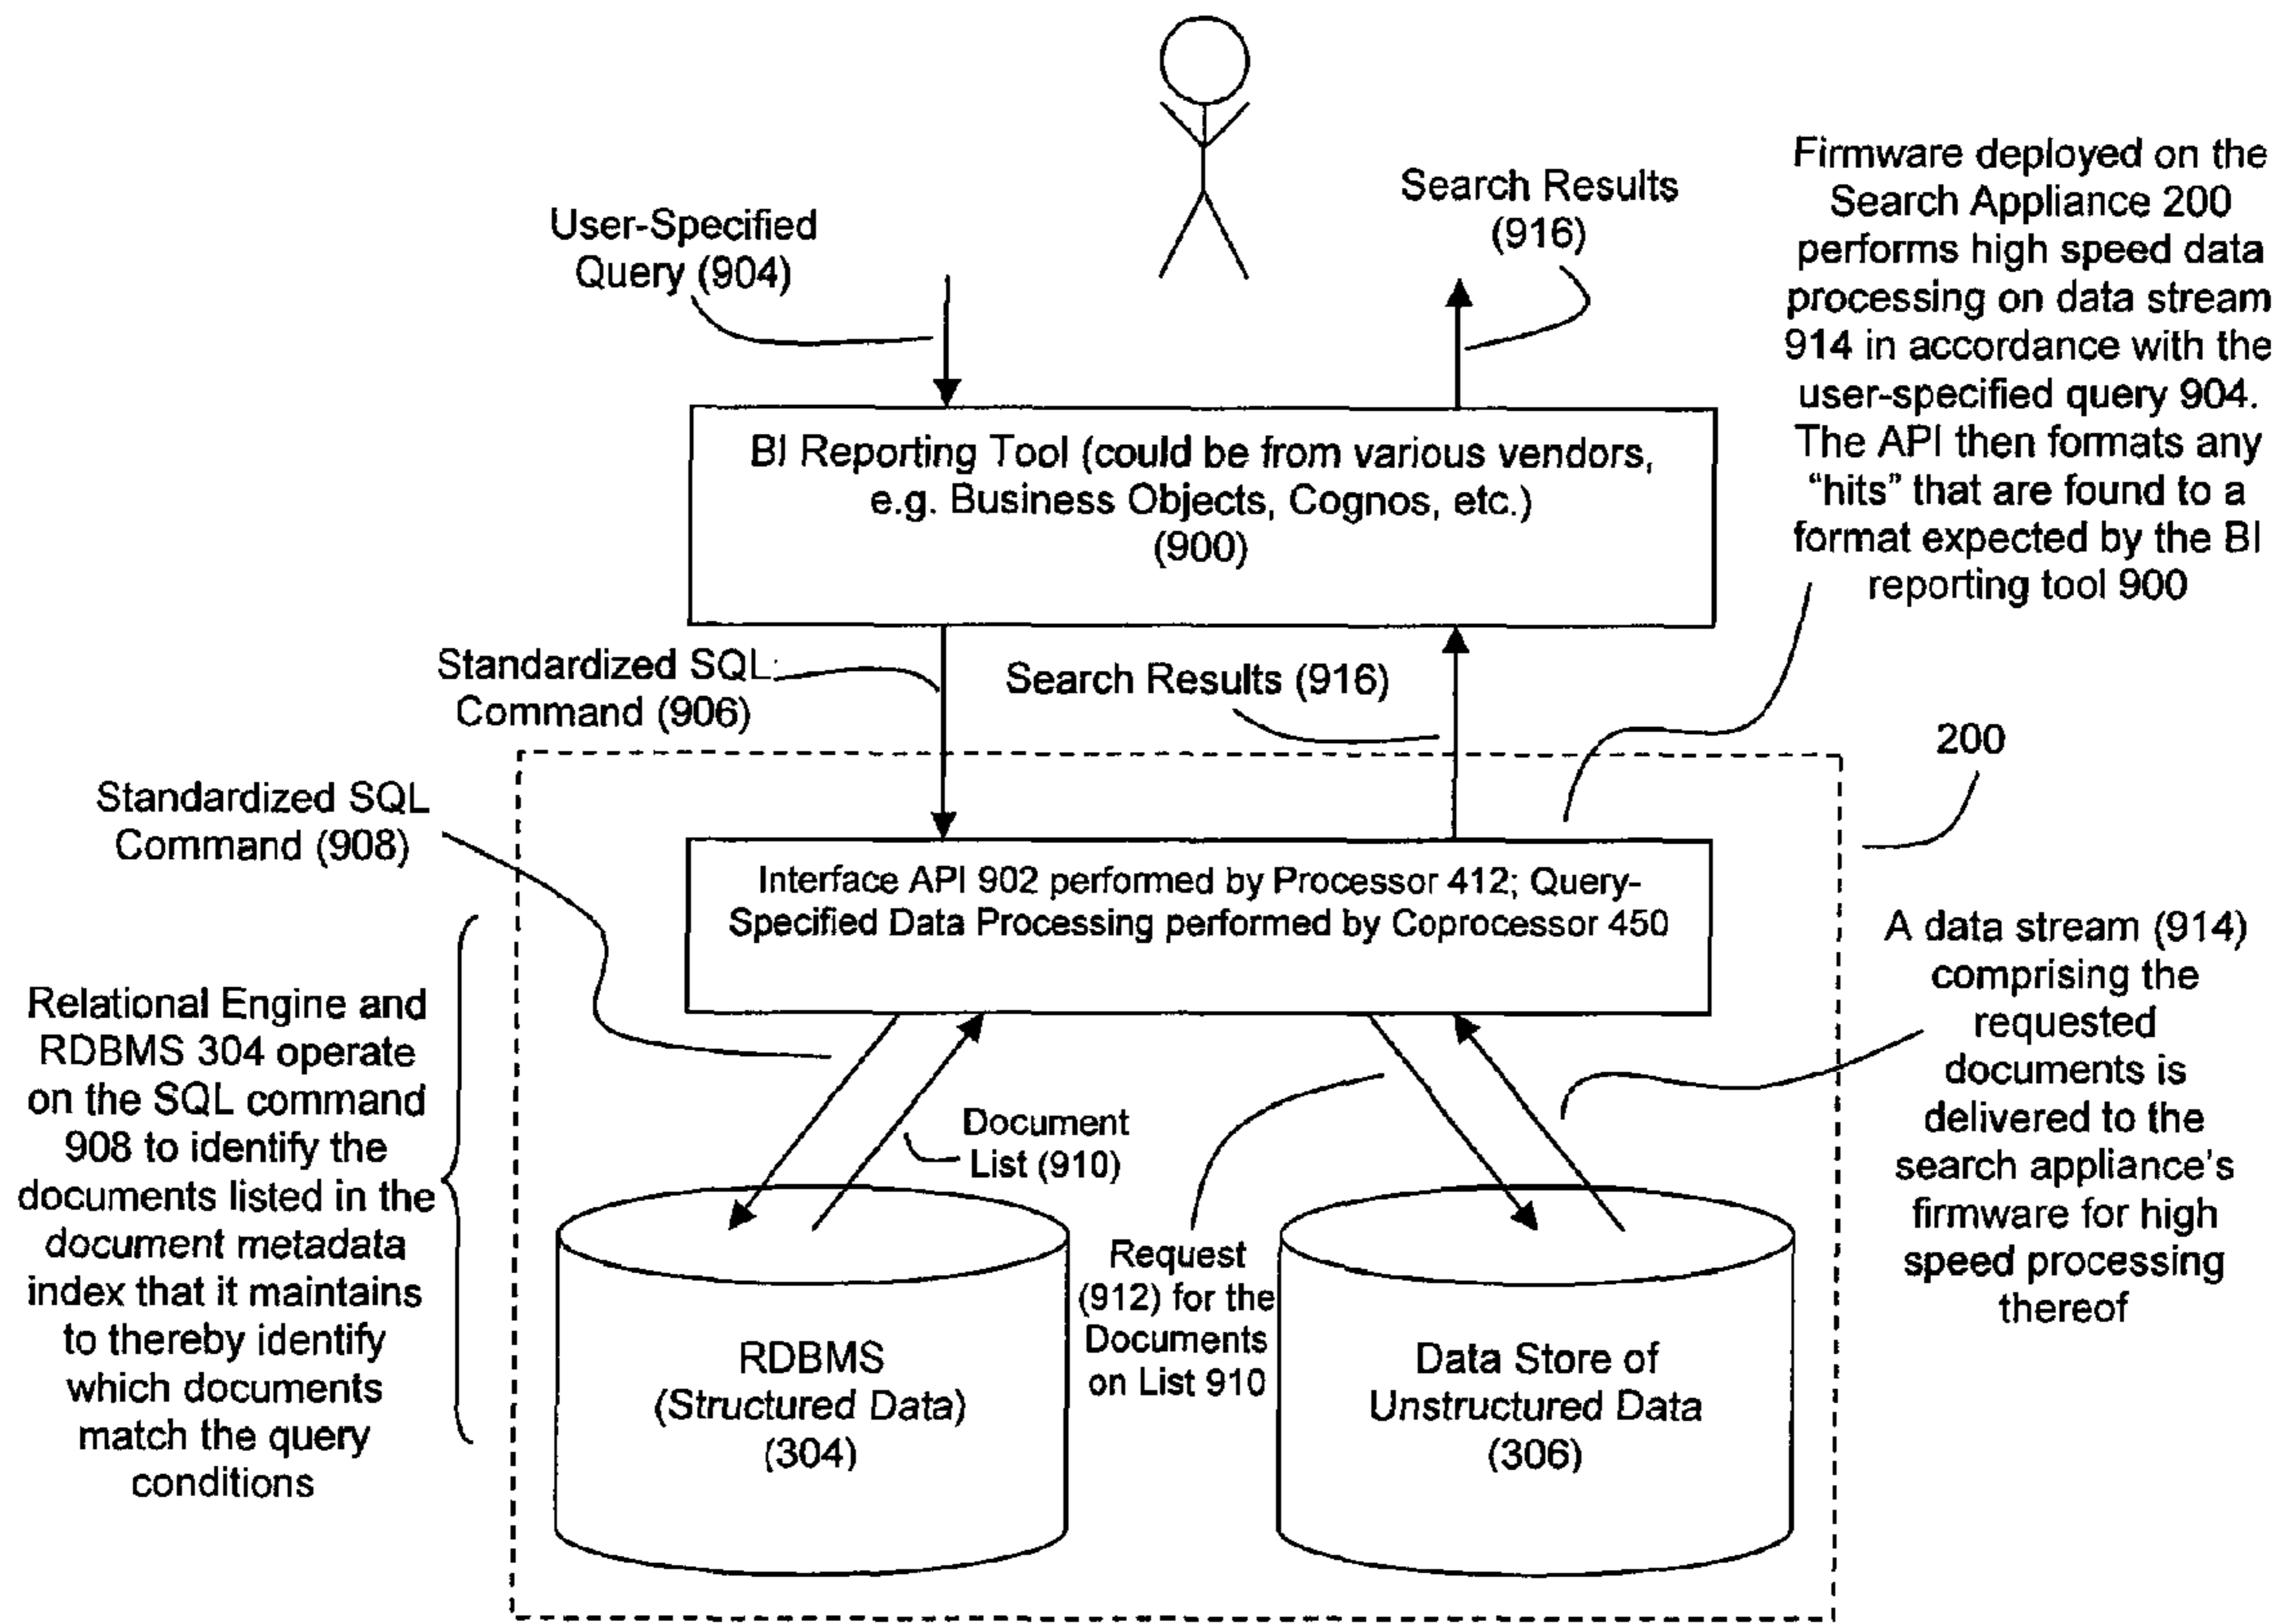 User-Specified
Query (904)
Search Results
(916)
Firmware deployed on the
Search Appliance 200
performs high speed data
processing on data stream
914 in accordance with the
user-specified query 904.
The API then formats any
“hits” that are found to a
format expected by the BI
reporting tool 900
BI Reporting Tool (could be from various vendors,
e.g. Business Objects, Cognos, etc.)
(900)
Standardized SQL
Command (906)
Search Results (916)
200
Standardized SQL
Command (908)
Interface API 902 performed by Processor 412; Query-
Specified Data Processing performed by Coprocessor 450
Relational Engine and
RDBMS 304 operate
on the SQL command
908 to identify the
documents listed in the
document metadata
index that it maintains
to thereby identify
which documents
match the query
conditions
Document
List (910)
Request
(912) for the
Documents
on List 910
A data stream (914)
comprising the
requested
documents is
delivered to the
search appliance’s
firmware for high
speed processing
thereof
RDBMS
(Structured Data)
(304)
Data Store of
Unstructured Data
(306)